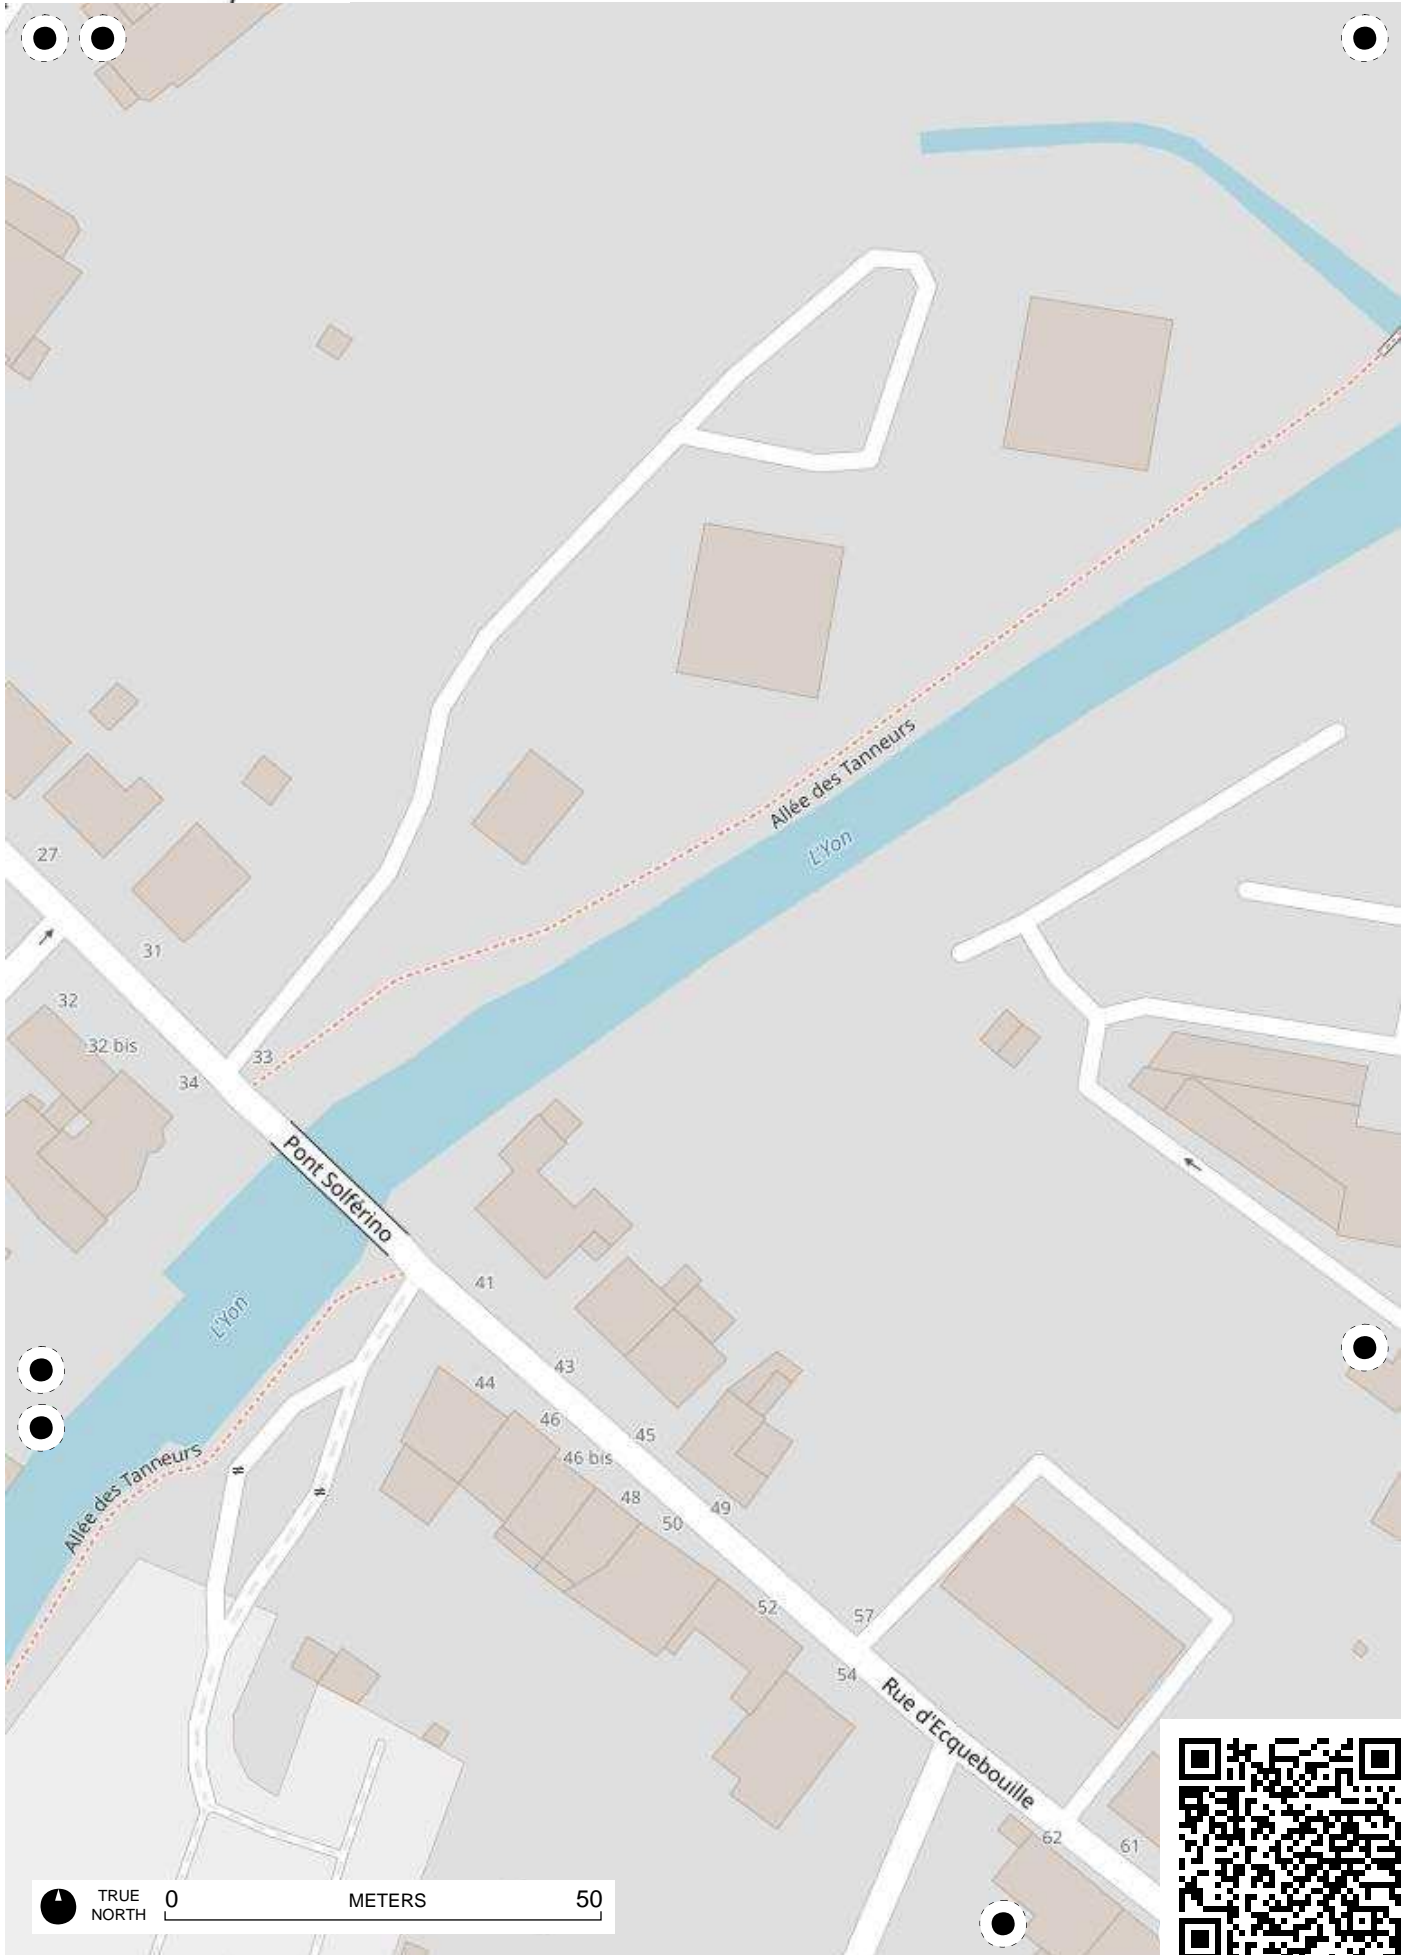 Allée des Tanneurs
L'Yon
27
31
32
32 bis
33
34
Pont Solférino
L'Yon
41
43
44
46
45
46 bis
48
49
50
Allée des Tanneurs
52
57
54
Rue d'Ecquebouille
62
61
TRUE NORTH
0 METERS 50